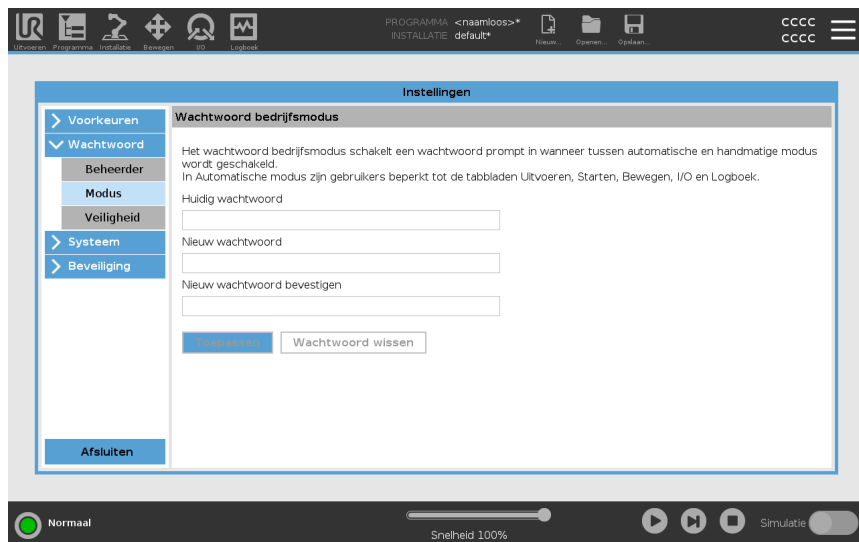 PROGRAMMA <naamloos>*
INSTALLATIE default*
UR
Uitvoeren Programma Installatie Bewegen I/O Logboek
Nieuw... Openen... Opslaan...
CCCC
CCCC
Instellingen
Voorkeuren
Wachtwoord
Beheerder
Modus
Veiligheid
Systeem
Beveiliging
Afsluiten
Wachtwoord bedrijfsmodus
Het wachtwoord bedrijfsmodus schakelt een wachtwoord prompt in wanneer tussen automatische en handmatige modus
wordt geschakeld.
In Automatische modus zijn gebruikers beperkt tot de tabbladen Uitvoeren, Starten, Bewegen, I/O en Logboek.
Huidig wachtwoord
Nieuw wachtwoord
Nieuw wachtwoord bevestigen
Toepassen Wachtwoord wissen
Normaal
Snelheid 100%
Simulatie